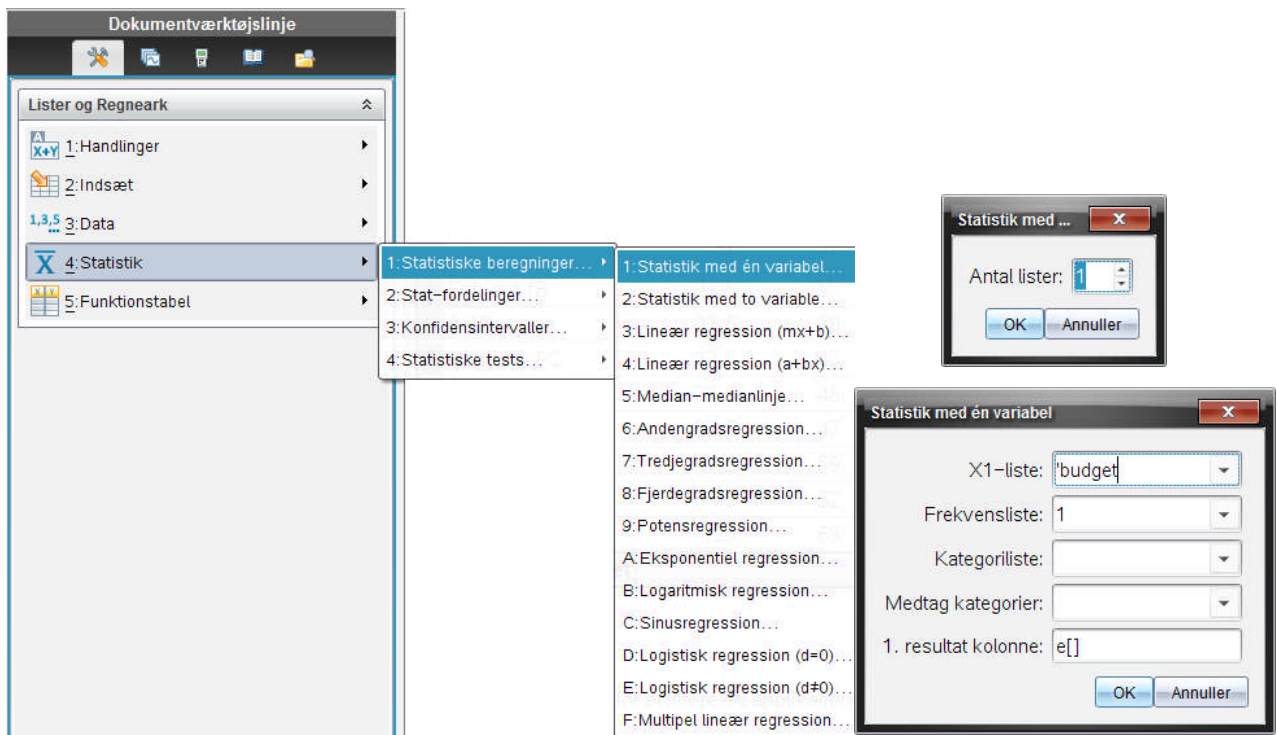 Dokumentværktøjslinje
Lister og Regneark
1:Handlinger
2:Indsæt
3:Data
4:Statistik
5:Funktionstabel
1:Statistiske beregninger...
2:Stat-fordelinger...
3:Konfidensintervaller...
4:Statistiske tests...
1:Statistik med én variabel...
2:Statistik med to variable...
3:Lineær regression (mx+b)...
4:Lineær regression (a+bx)...
5:Median-medianlinje...
6:Andengradsregression...
7:Tredjegradsregression...
8:Fjerdegradsregression...
9:Potensregression...
A:Eksponentiel regression...
B:Logaritmisk regression...
C:Sinusregression...
D:Logistisk regression (d=0)...
E:Logistisk regression (d≠0)...
F:Multipel lineær regression...
Statistik med ...
Antal lister: 1
OK Annuller
Statistik med én variabel
X1-liste: 'budget
Frekvensliste: 1
Kategoriliste:
Medtag kategorier:
1. resultat kolonne: e[]
OK Annuller